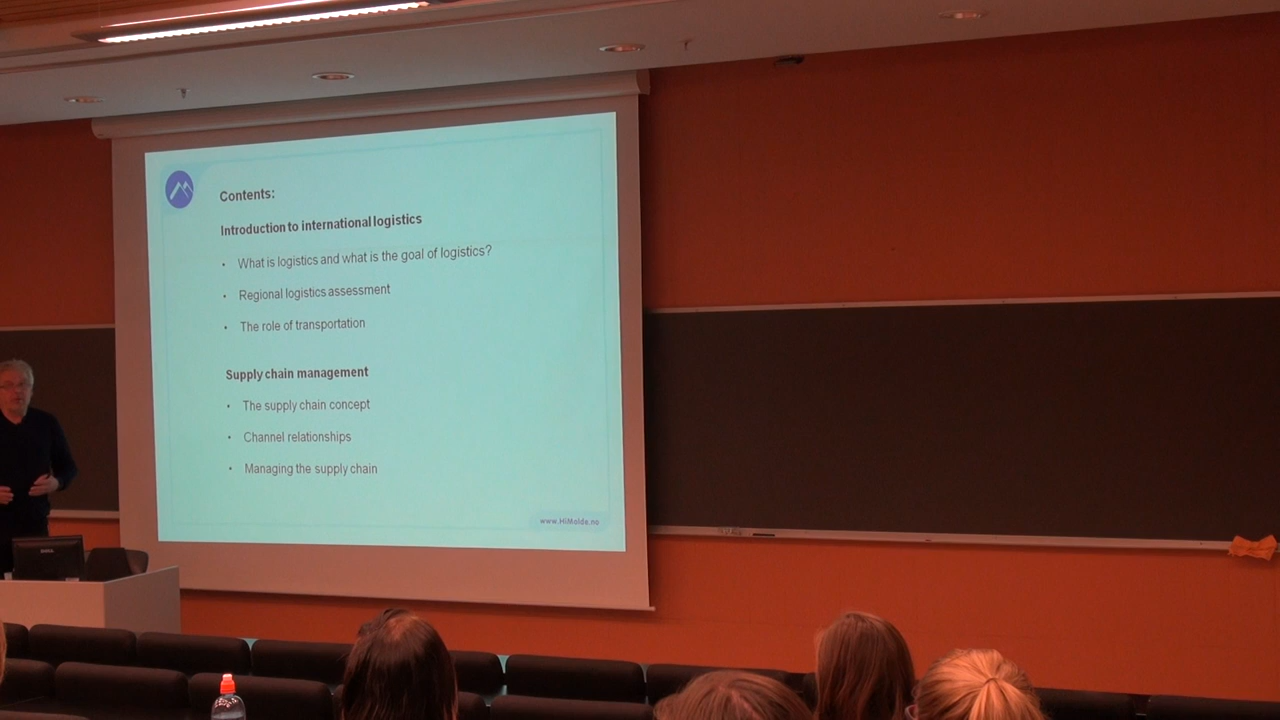 Contents:
Introduction to international logistics
• What is logistics and what is the goal of logistics?
• Regional logistics assessment
• The role of transportation
Supply chain management
• The supply chain concept
• Channel relationships
• Managing the supply chain
www.HiMolde.no
DELL